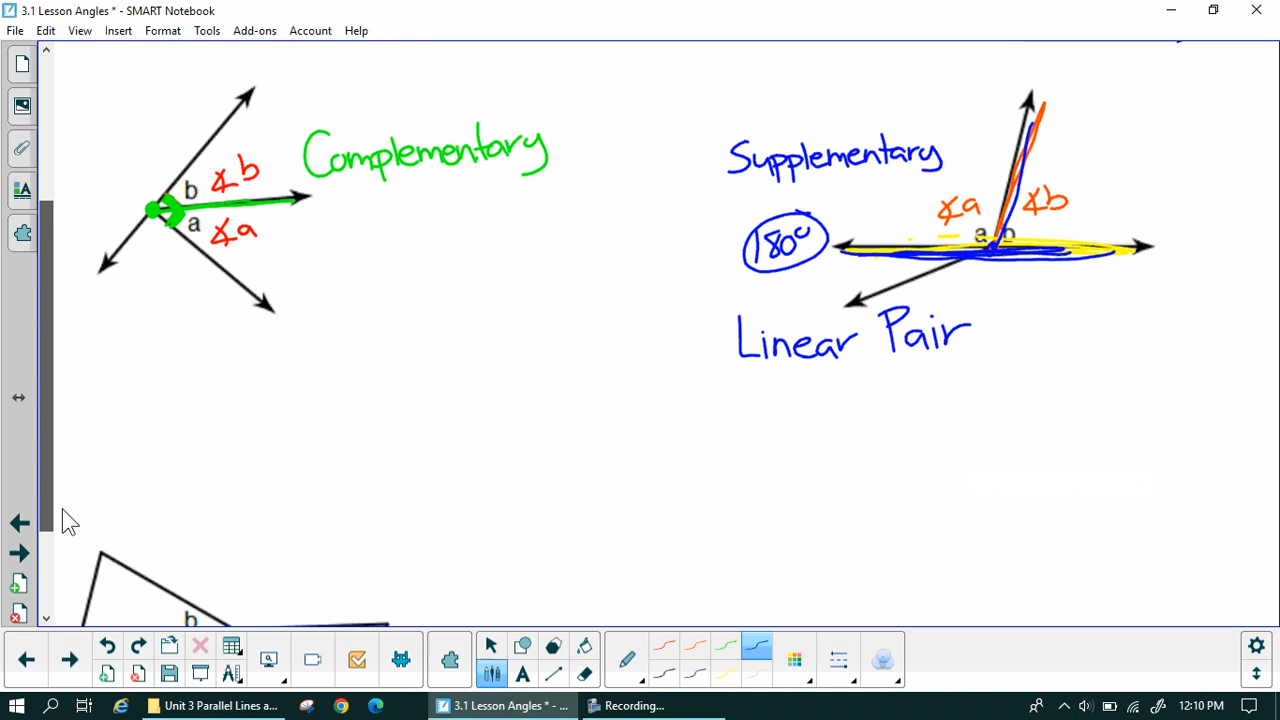 3.1 Lesson Angles * - SMART Notebook
File Edit View Insert Format Tools Add-ons Account Help
Complementary
b ∡b
a ∡a
Supplementary
∡a ∡b
a b
180°
Linear Pair
b
A
Unit 3 Parallel Lines a...
3.1 Lesson Angles * - ...
Recording...
12:10 PM